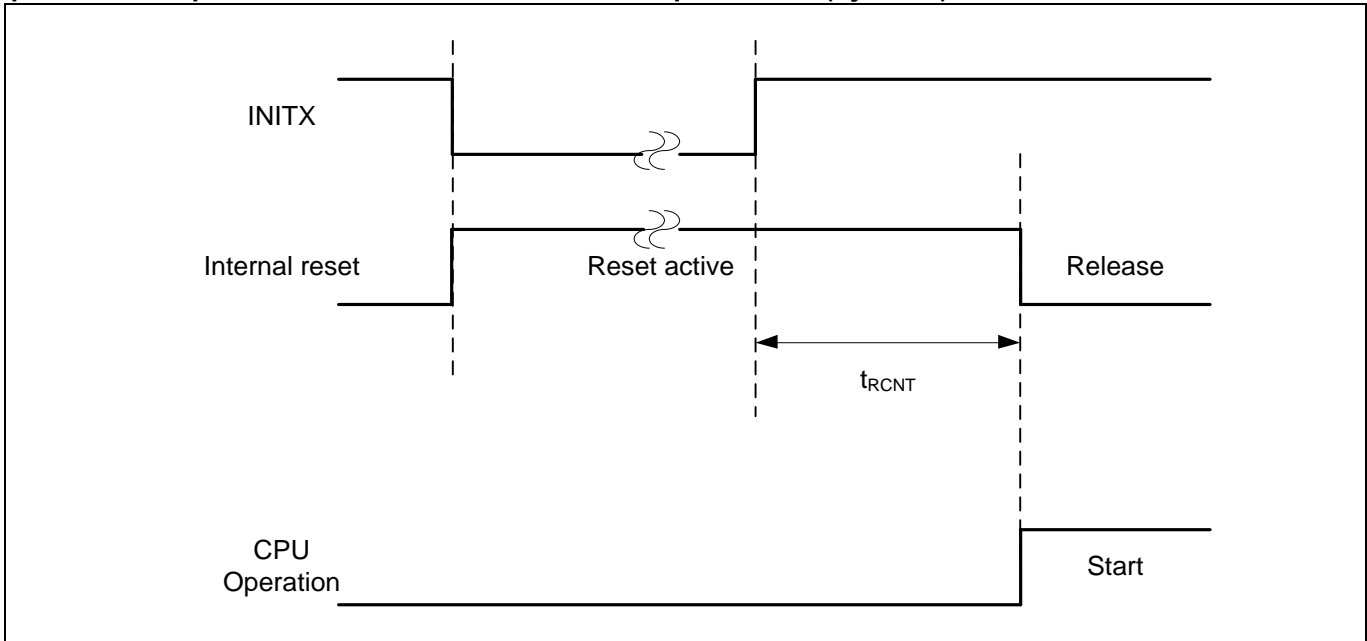 INITX
Internal reset
Reset active
Release
tRCNT
CPU
Operation
Start